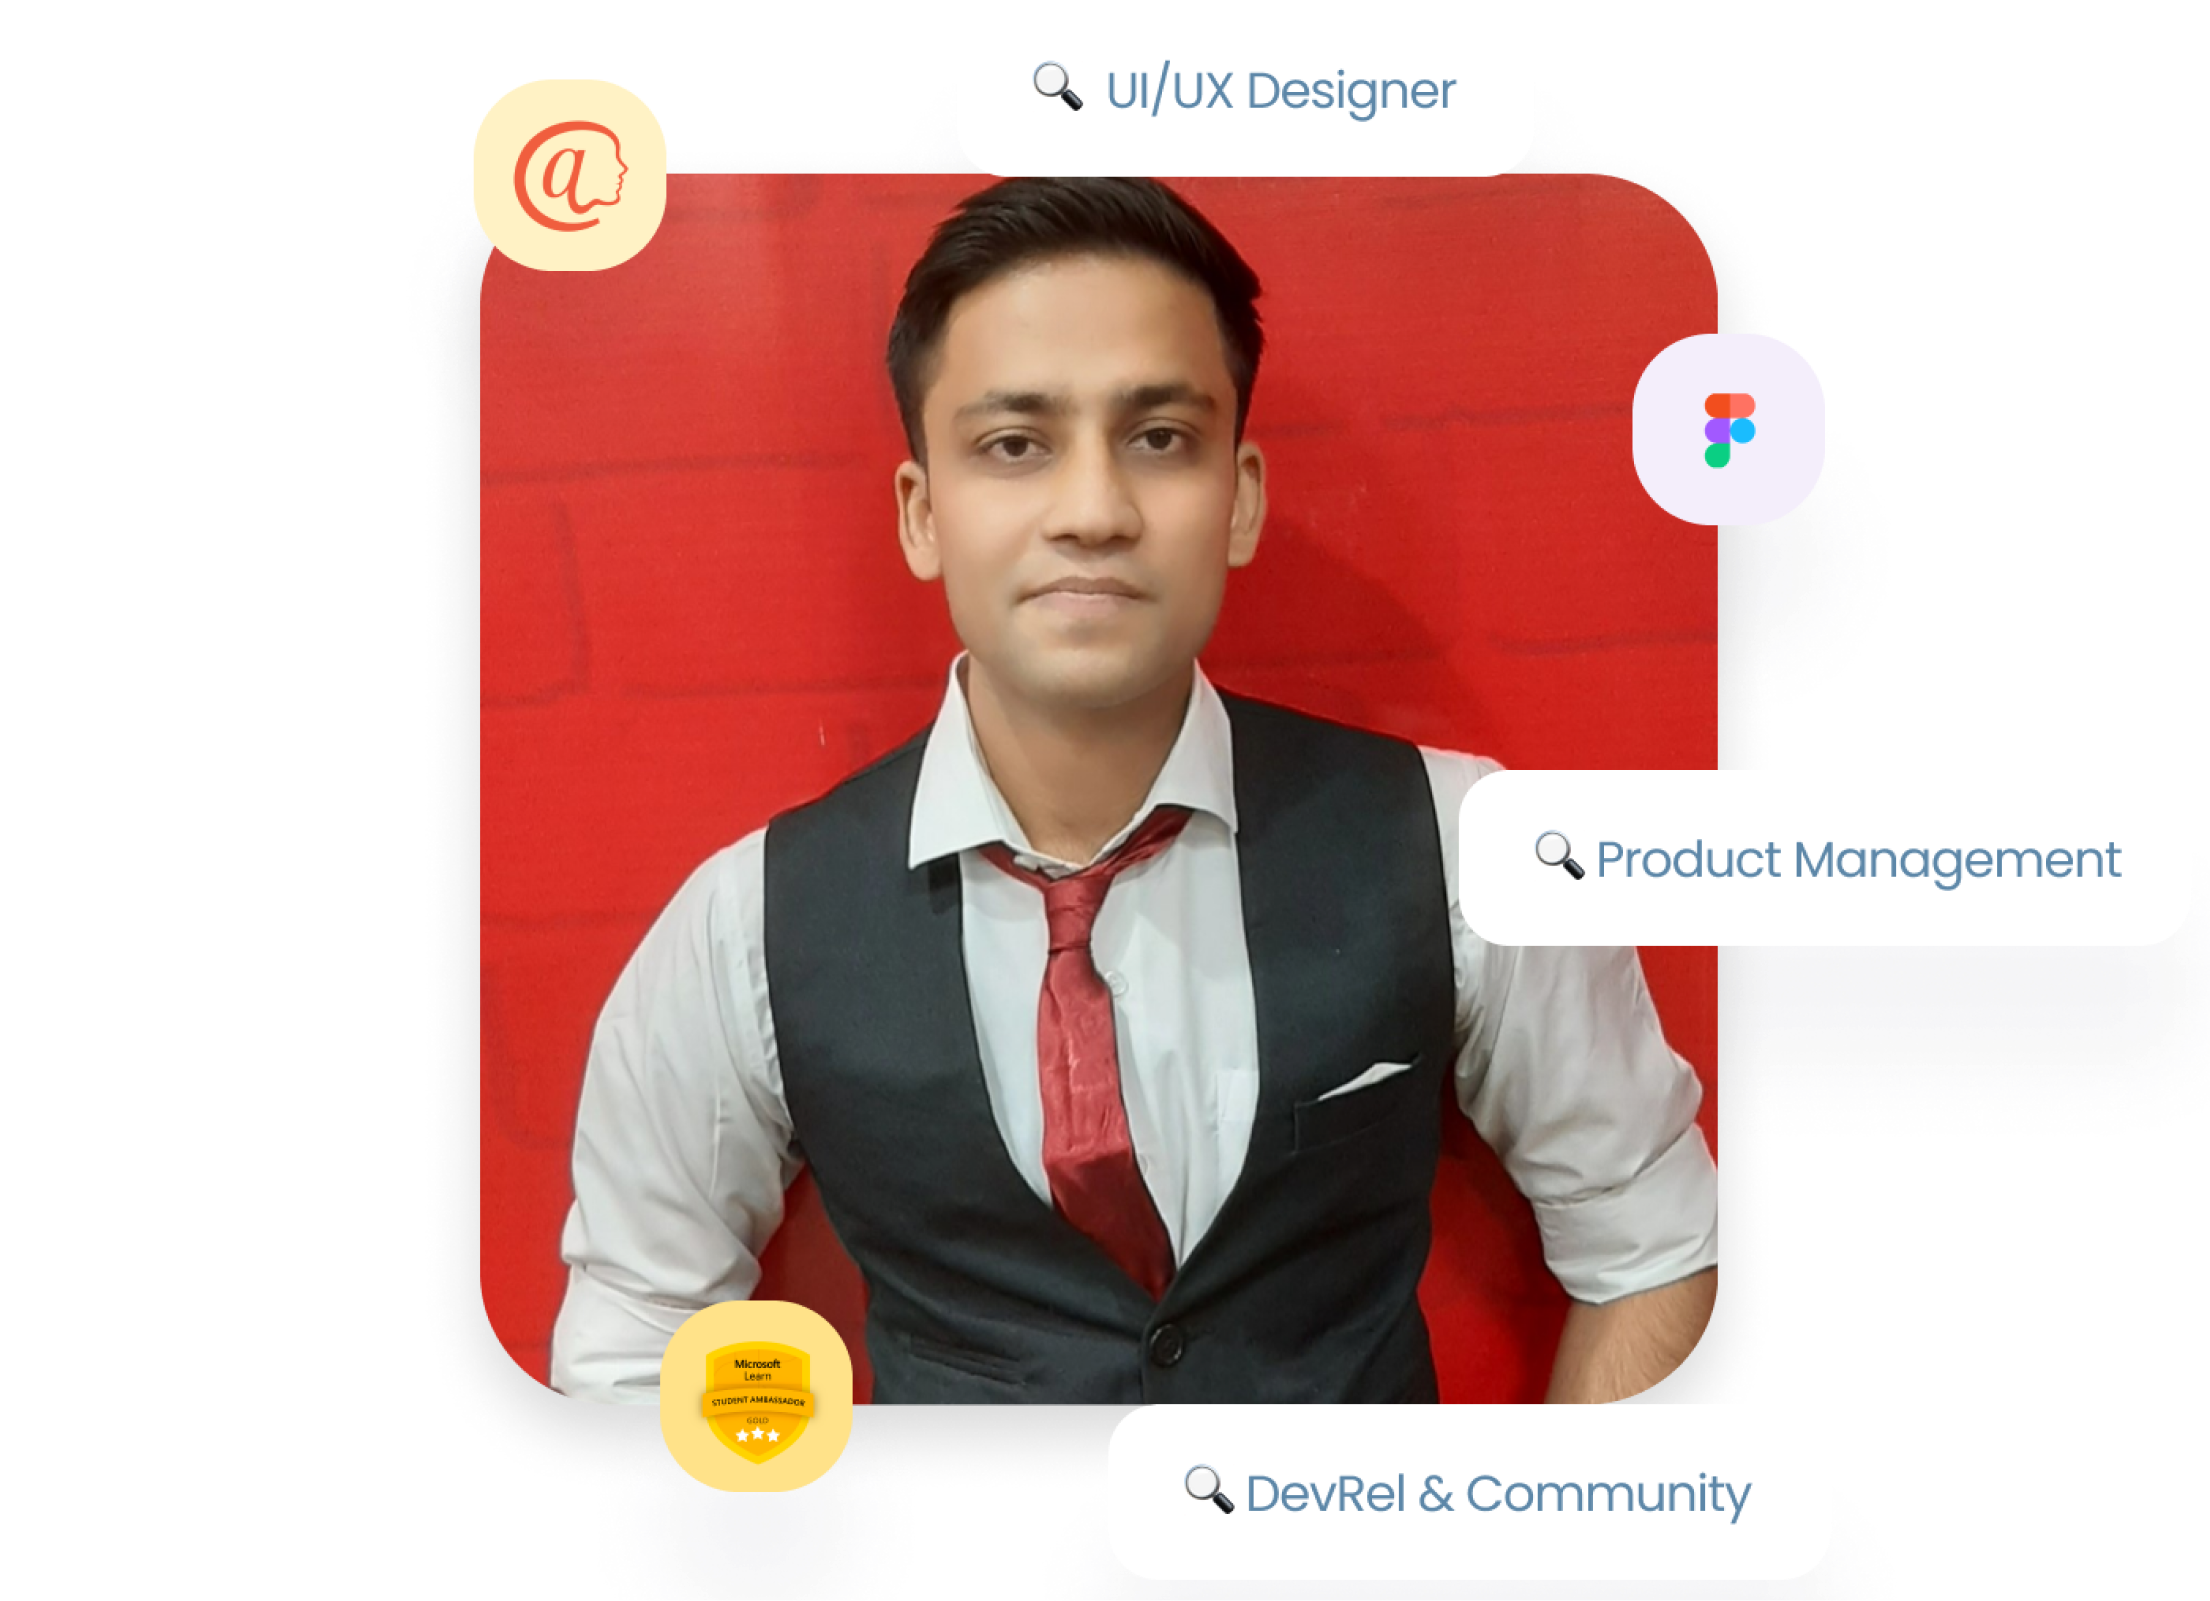 UI/UX Designer
a
Product Management
Microsoft
Learn
STUDENT AMBASSADOR
GOLD
DevRel & Community